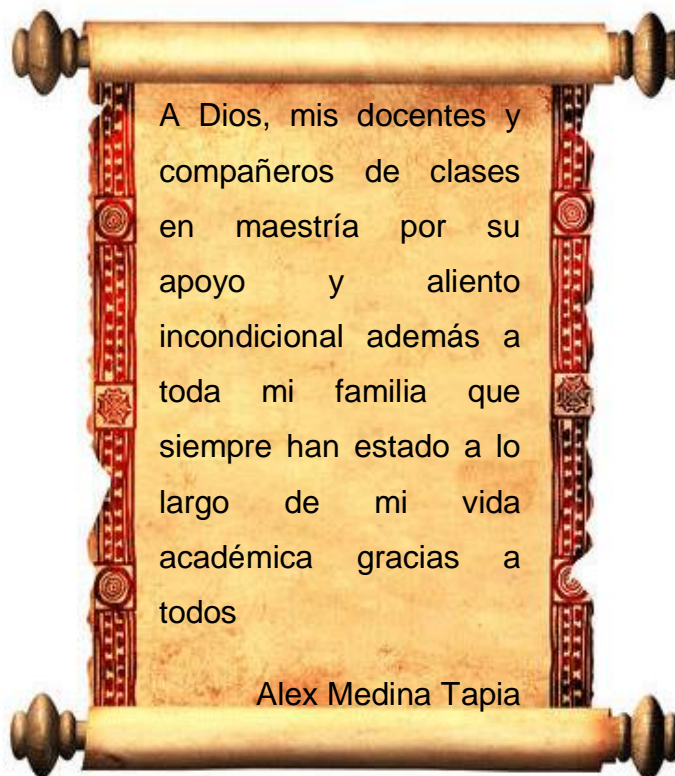 A Dios, mis docentes y
compañeros de clases
en maestría por su
apoyo y aliento
incondicional además a
toda mi familia que
siempre han estado a lo
largo de mi vida
académica gracias a
todos
Alex Medina Tapia